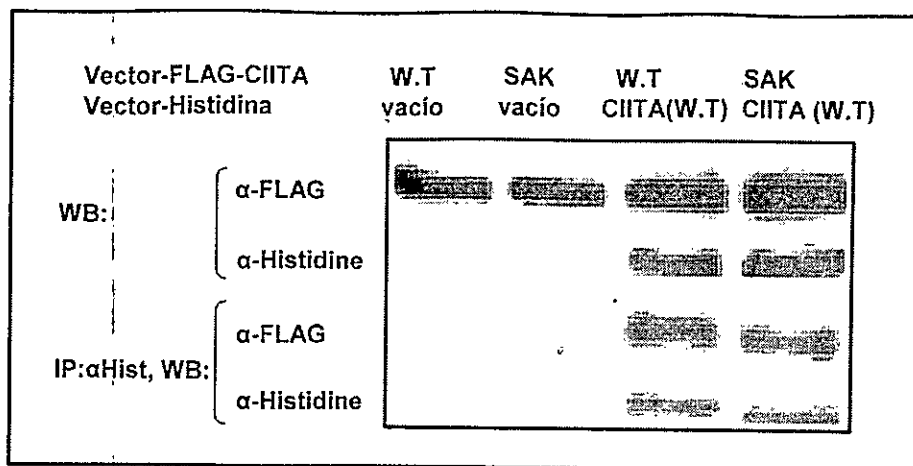 Vector-FLAG-CIITA W.T SAK W.T SAK
Vector-Histidina vacío vacío CIITA(W.T) CIITA (W.T)
α-FLAG
WB:
α-Histidine
α-FLAG
IP:αHist, WB:
α-Histidine